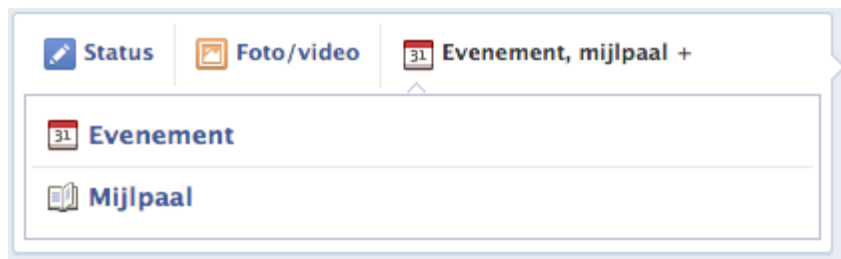 Status Foto/video 31 Evenement, mijlpaal +
31 Evenement
Mijlpaal